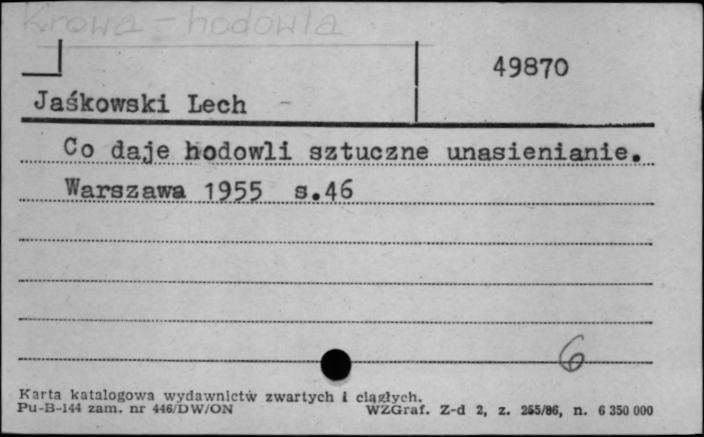 Krowa - hodowla
49870
Jaśkowski Lech
Co daje hodowli sztuczne unasienianie.
Warszawa 1955 s.46
6
Karta katalogowa wydawnictw zwartych i ciągłych.
Pu-B-144 zam. nr 446/DW/ON WZGraf. Z-d 2, z. 255/86, n. 6 350 000